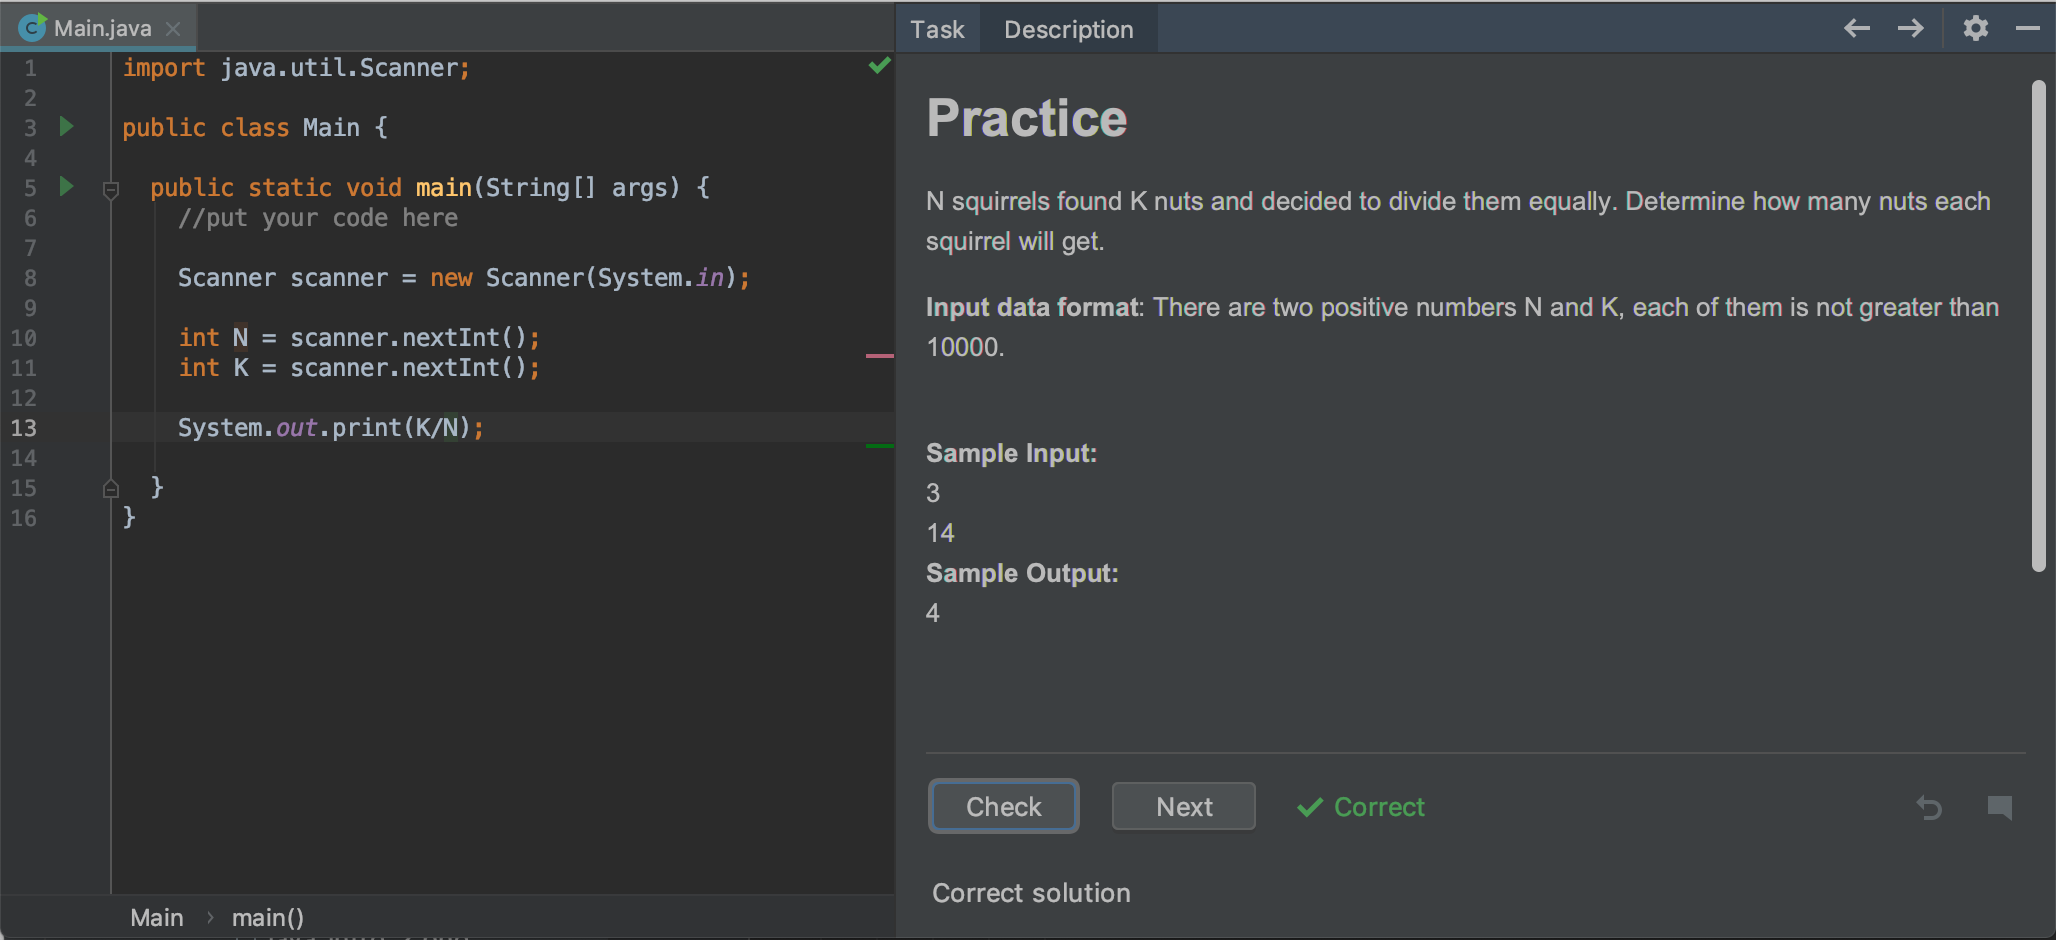 Main.java
Task Description
1 import java.util.Scanner;
2
3 public class Main {
4
5 public static void main(String[] args) {
6 //put your code here
7
8 Scanner scanner = new Scanner(System.in);
9
10 int N = scanner.nextInt();
11 int K = scanner.nextInt();
12
13 System.out.print(K/N);
14
15 }
16 }
Main › main()
Practice
N squirrels found K nuts and decided to divide them equally. Determine how many nuts each
squirrel will get.
Input data format: There are two positive numbers N and K, each of them is not greater than
10000.
Sample Input:
3
14
Sample Output:
4
Check Next Correct
Correct solution